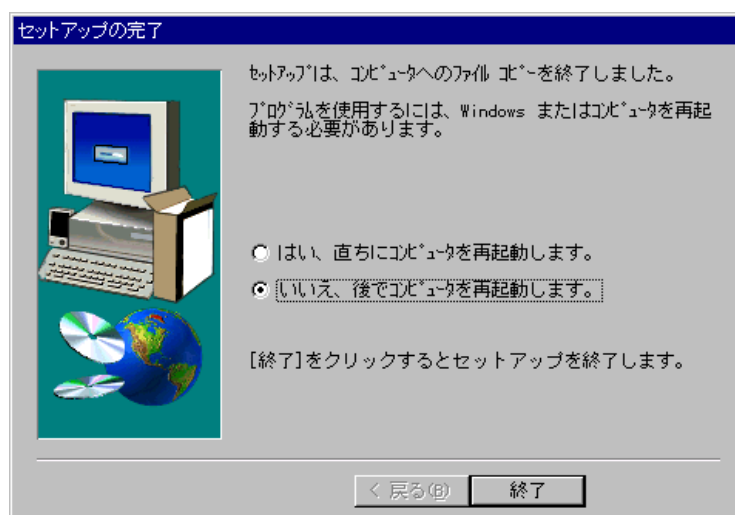 セットアップの完了
ｾｯﾄｱｯﾌﾟは、ｺﾝﾋﾟｭｰﾀへのﾌｧｲﾙ ｺﾋﾟｰを終了しました。
ﾌﾟﾛｸﾞﾗﾑを使用するには、Windows またはｺﾝﾋﾟｭｰﾀを再起
動する必要があります。
はい、直ちにｺﾝﾋﾟｭｰﾀを再起動します。
いいえ、後でｺﾝﾋﾟｭｰﾀを再起動します。
[終了]をクリックするとセットアップを終了します。
< 戻る(B)
終了